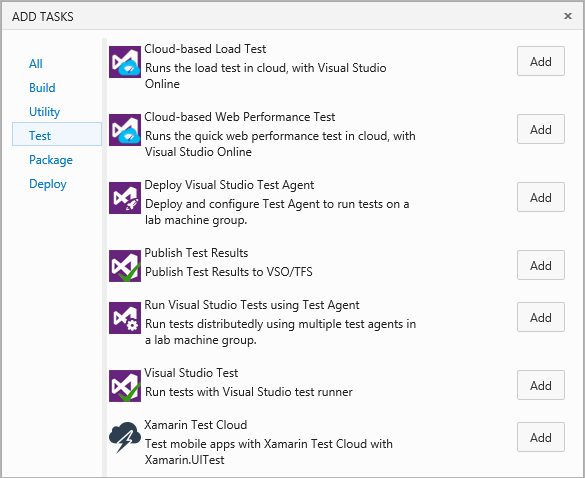 ADD TASKS
x
All
Build
Utility
Test
Package
Deploy
Cloud-based Load Test
Runs the load test in cloud, with Visual Studio
Online
Add
Cloud-based Web Performance Test
Runs the quick web performance test in cloud, with
Visual Studio Online
Add
Deploy Visual Studio Test Agent
Deploy and configure Test Agent to run tests on a
lab machine group.
Add
Publish Test Results
Publish Test Results to VSO/TFS
Add
Run Visual Studio Tests using Test Agent
Run tests distributedly using multiple test agents in
a lab machine group.
Add
Visual Studio Test
Run tests with Visual Studio test runner
Add
Xamarin Test Cloud
Test mobile apps with Xamarin Test Cloud with
Xamarin.UITest
Add